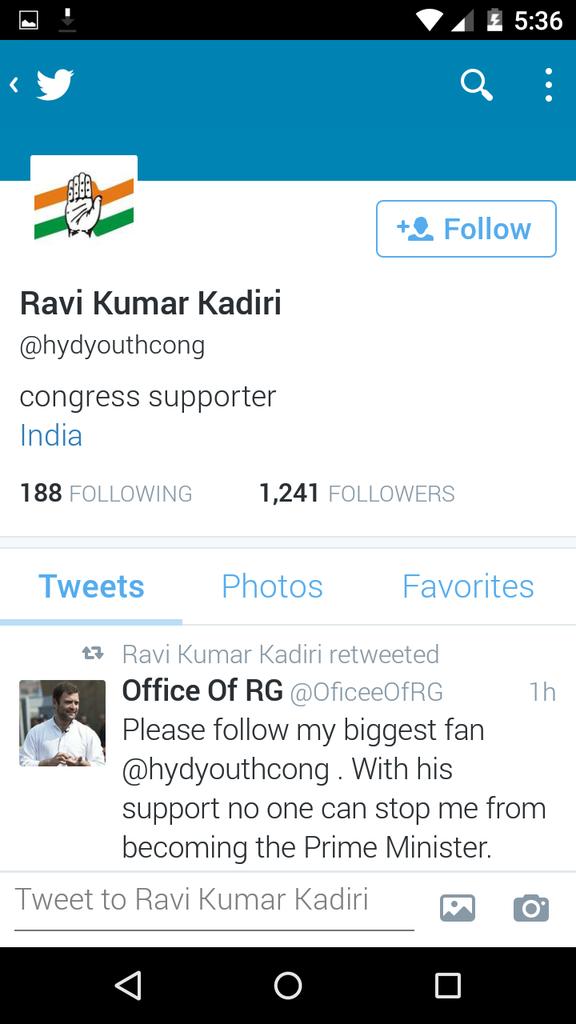 5:36
Follow
Ravi Kumar Kadiri
@hydyouthcong
congress supporter
India
188 FOLLOWING 1,241 FOLLOWERS
Tweets Photos Favorites
Ravi Kumar Kadiri retweeted
Office Of RG @OficeeOfRG 1h
Please follow my biggest fan
@hydyouthcong . With his
support no one can stop me from
becoming the Prime Minister.
Tweet to Ravi Kumar Kadiri